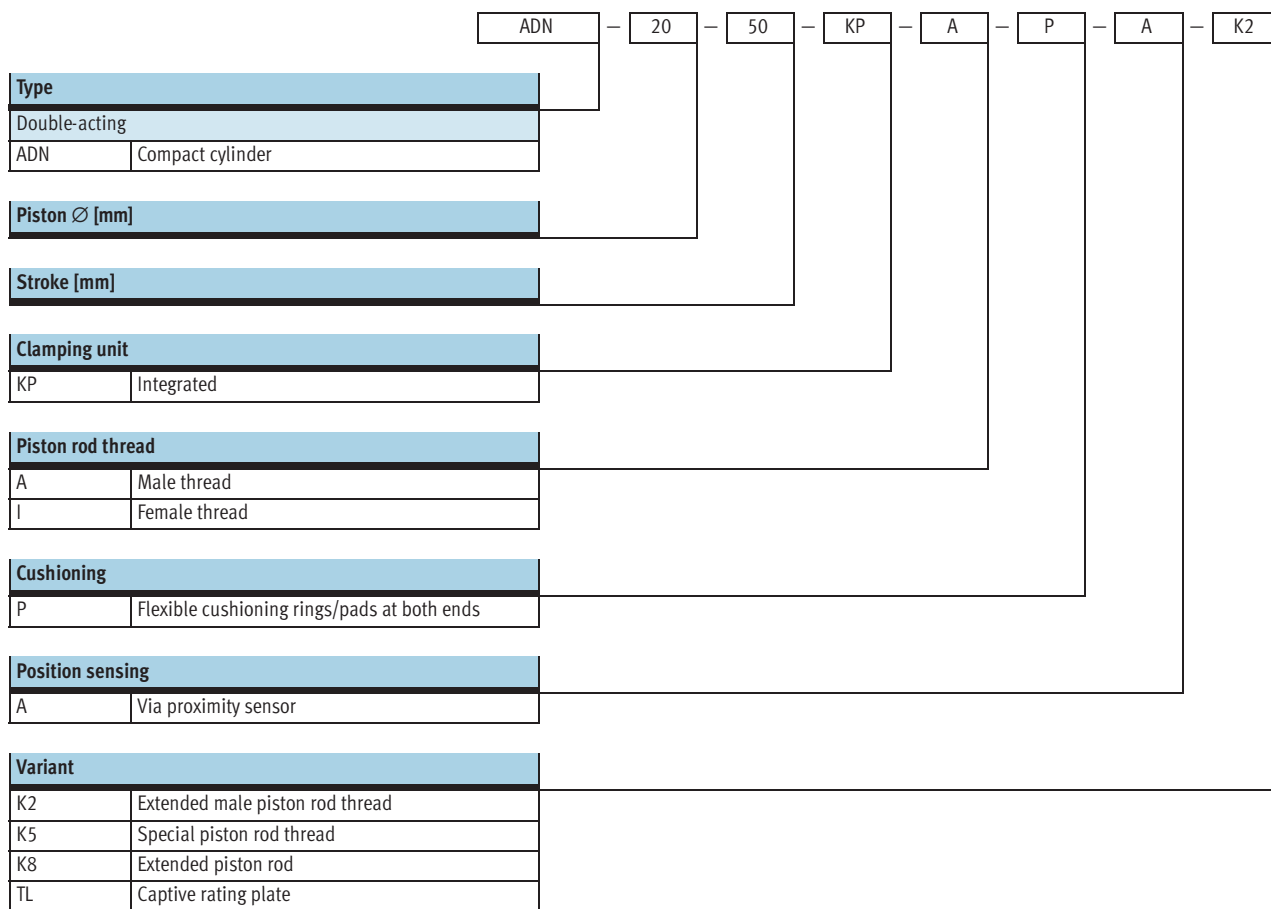 ADN – 20 – 50 – KP – A – P – A – K2
Type
Double-acting
ADN Compact cylinder
Piston ∅ [mm]
Stroke [mm]
Clamping unit
KP Integrated
Piston rod thread
A Male thread
I Female thread
Cushioning
P Flexible cushioning rings/pads at both ends
Position sensing
A Via proximity sensor
Variant
K2 Extended male piston rod thread
K5 Special piston rod thread
K8 Extended piston rod
TL Captive rating plate